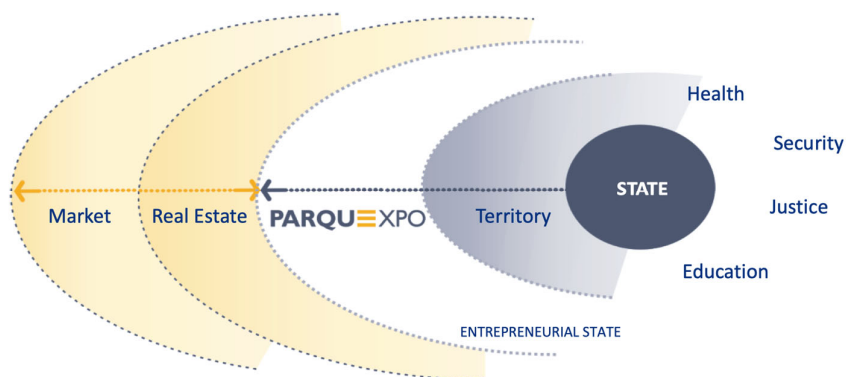 Health
Security
STATE
Market
Real Estate
PARQUEXPO
Territory
Justice
Education
ENTREPRENEURIAL STATE